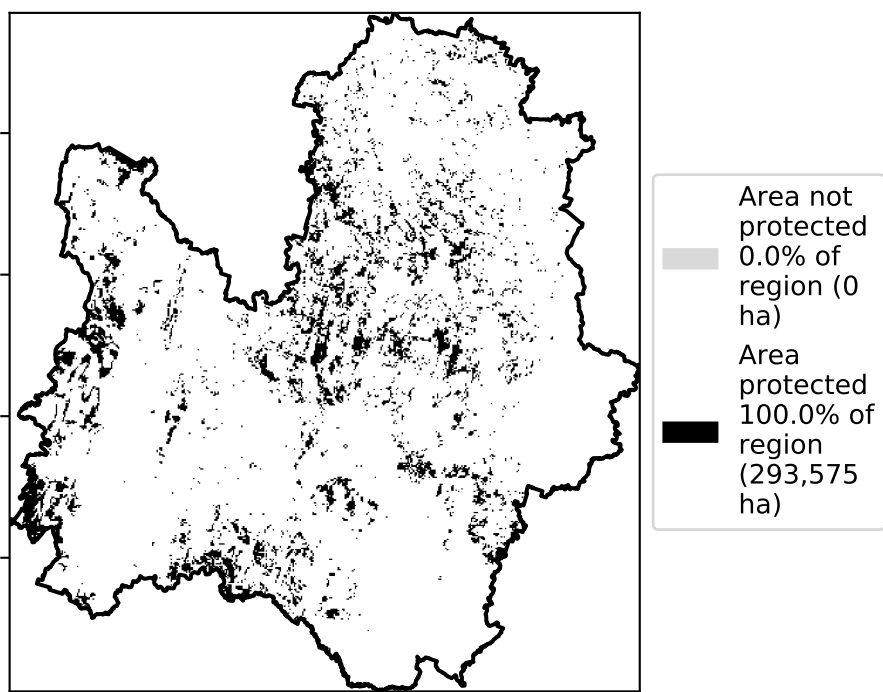 Area not
protected
0.0% of
region (0
ha)
Area
protected
100.0% of
region
(293,575
ha)